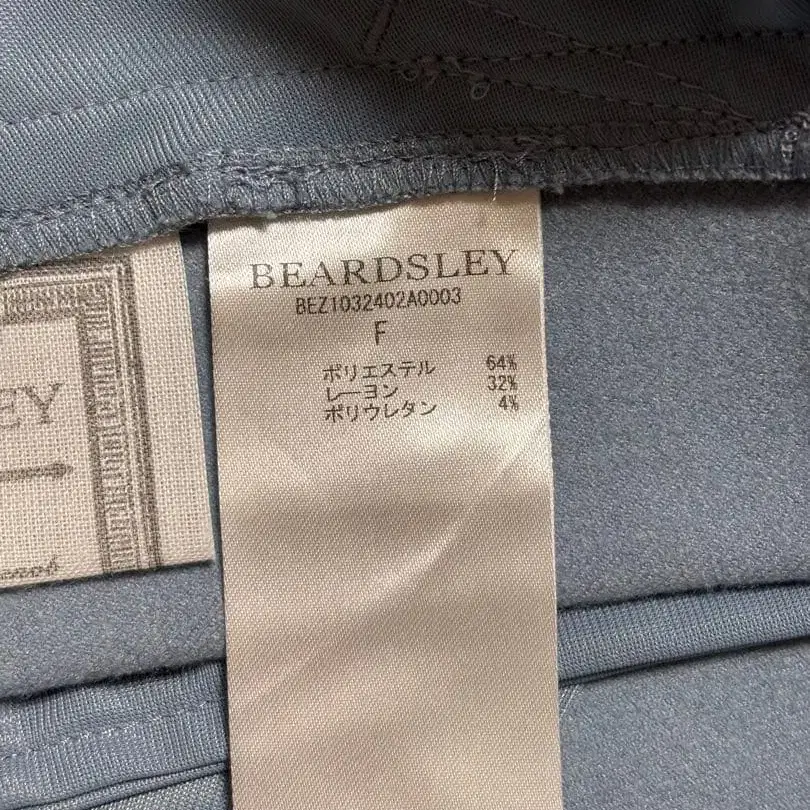 BEARDSLEY
BEZ1032402A0003
F
ポリエステル 64%
レーヨン 32%
ポリウレタン 4%
EY